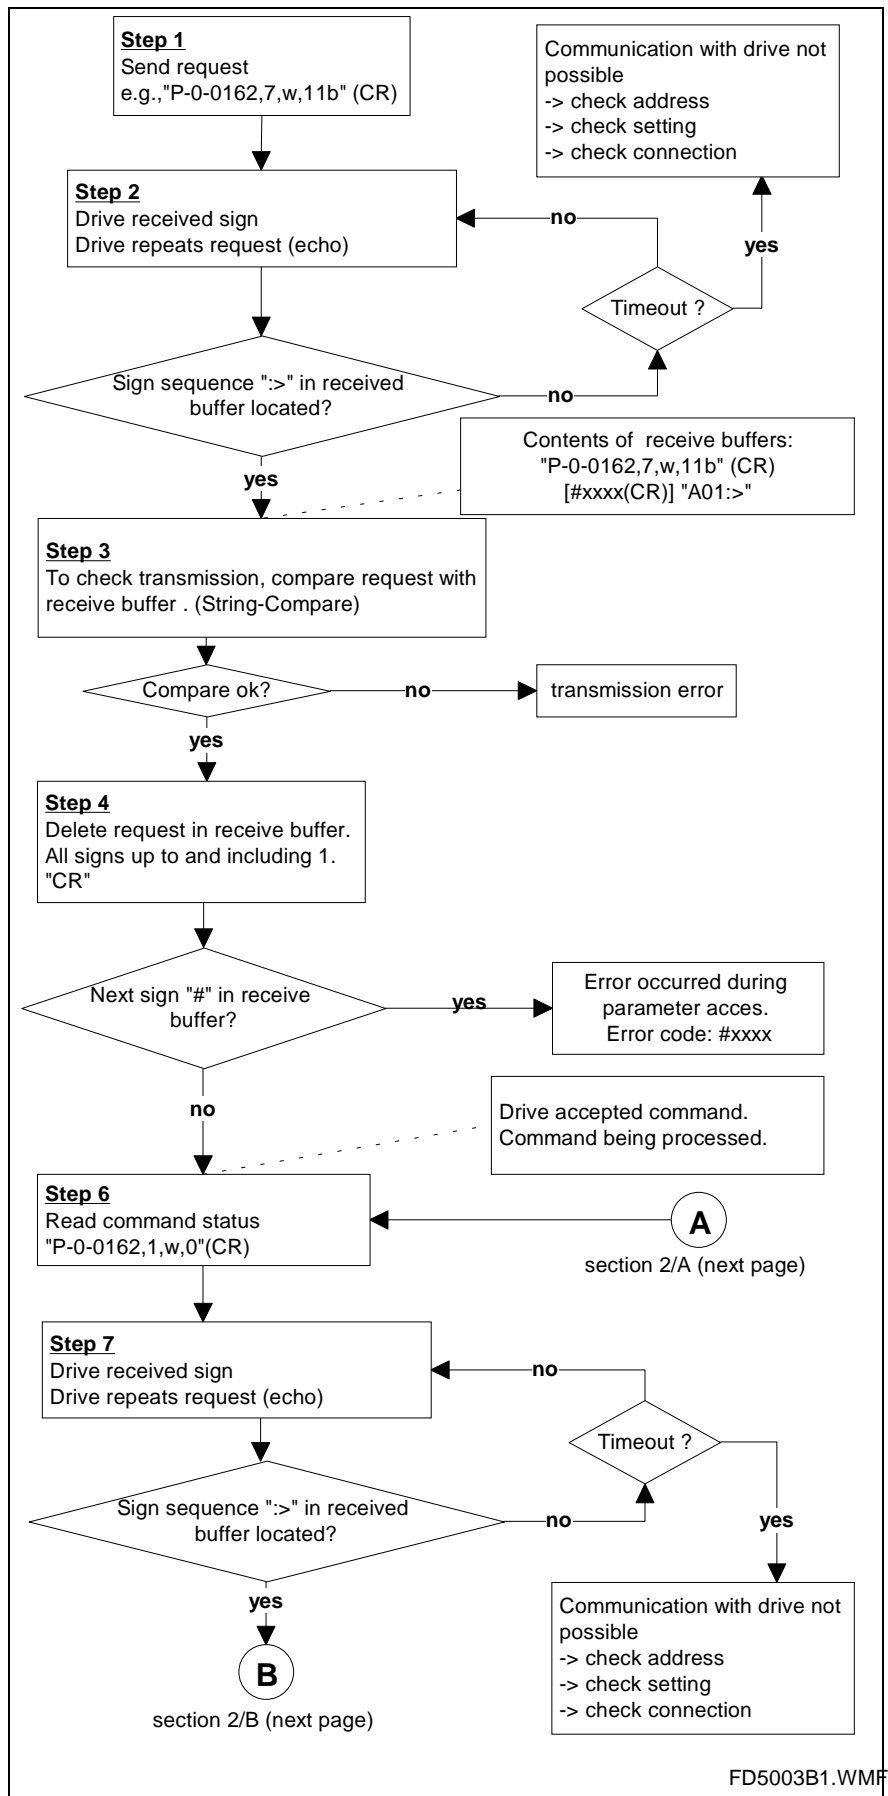 Step 1
Send request
e.g.,"P-0-0162,7,w,11b" (CR)
Communication with drive not
possible
-> check address
-> check setting
-> check connection
Step 2
Drive received sign
Drive repeats request (echo)
no
yes
Timeout ?
Sign sequence ":>" in received
buffer located?
no
yes
Contents of receive buffers:
"P-0-0162,7,w,11b" (CR)
[#xxxx(CR)] "A01:>"
Step 3
To check transmission, compare request with
receive buffer . (String-Compare)
Compare ok?
no
transmission error
yes
Step 4
Delete request in receive buffer.
All signs up to and including 1.
"CR"
Next sign "#" in receive
buffer?
yes
Error occurred during
parameter acces.
Error code: #xxxx
no
Drive accepted command.
Command being processed.
Step 6
Read command status
"P-0-0162,1,w,0"(CR)
A
section 2/A (next page)
Step 7
Drive received sign
Drive repeats request (echo)
no
Timeout ?
Sign sequence ":>" in received
buffer located?
no
yes
yes
Communication with drive not
possible
-> check address
-> check setting
-> check connection
B
section 2/B (next page)
FD5003B1.WMF